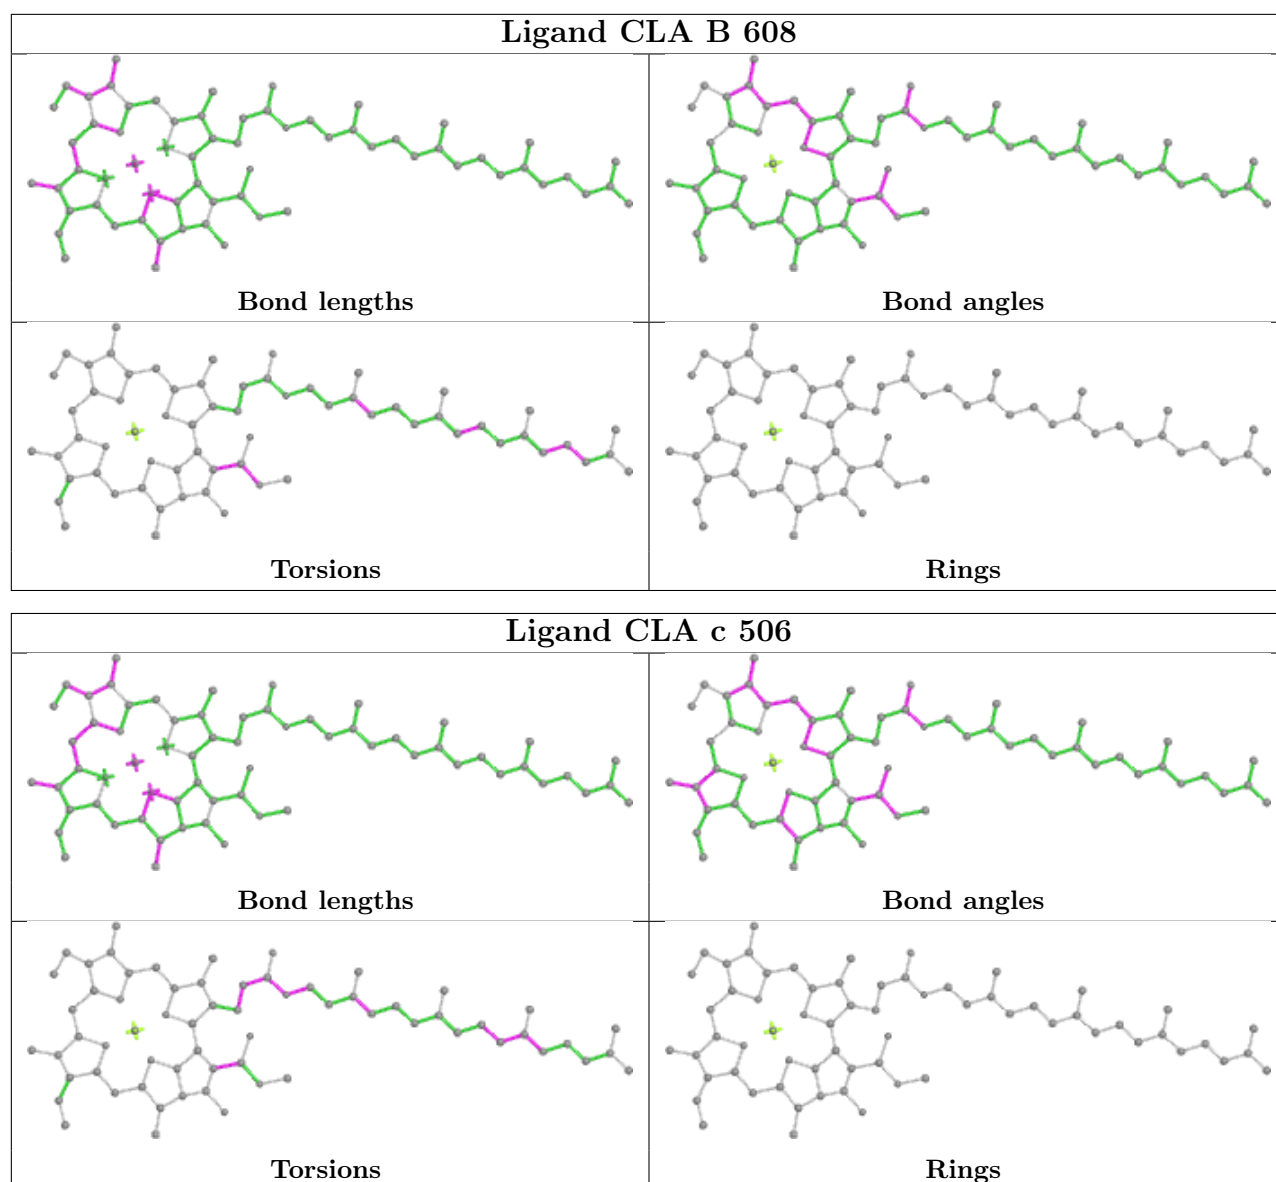 Ligand CLA B 608
Bond lengths
Bond angles
Torsions
Rings
Ligand CLA c 506
Bond lengths
Bond angles
Torsions
Rings